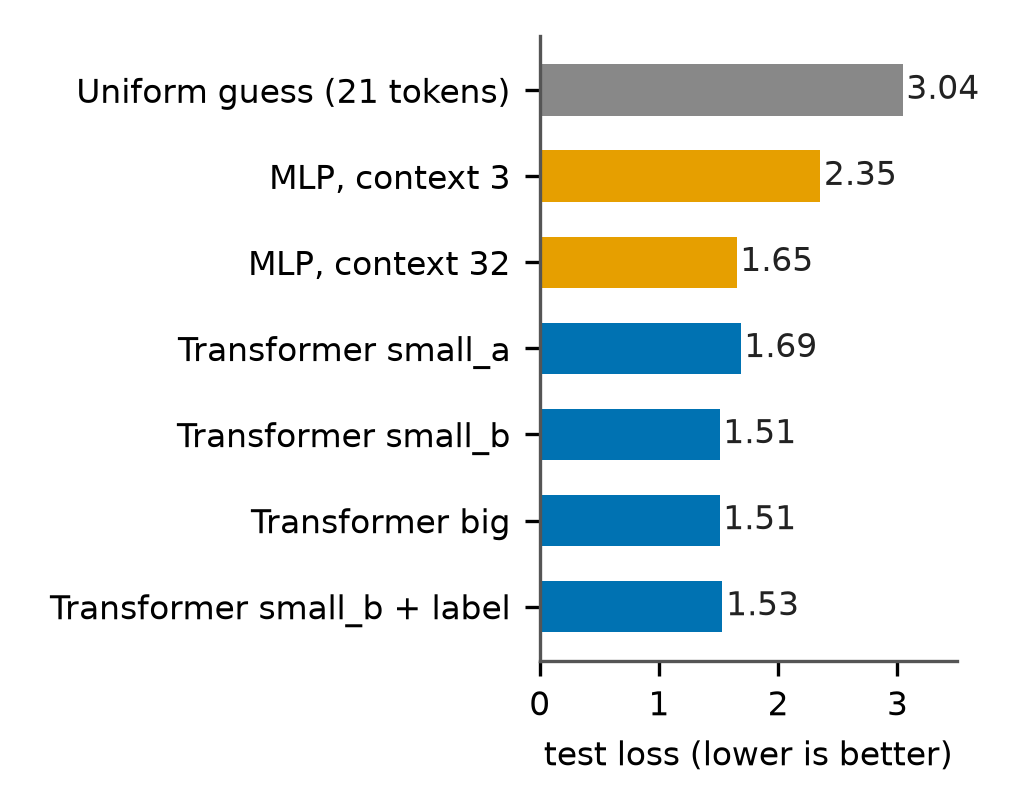 Uniform guess (21 tokens) 3.04
MLP, context 3 2.35
MLP, context 32 1.65
Transformer small_a 1.69
Transformer small_b 1.51
Transformer big 1.51
Transformer small_b + label 1.53
0 1 2 3
test loss (lower is better)